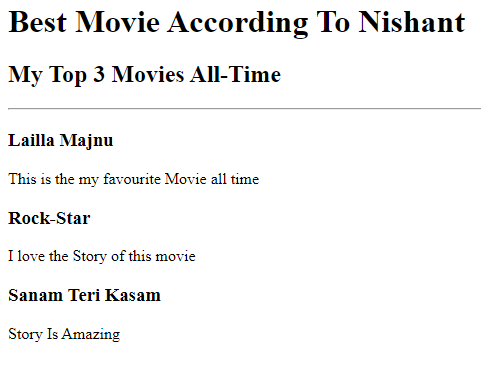 Best Movie According To Nishant
My Top 3 Movies All-Time
Lailla Majnu
This is the my favourite Movie all time
Rock-Star
I love the Story of this movie
Sanam Teri Kasam
Story Is Amazing